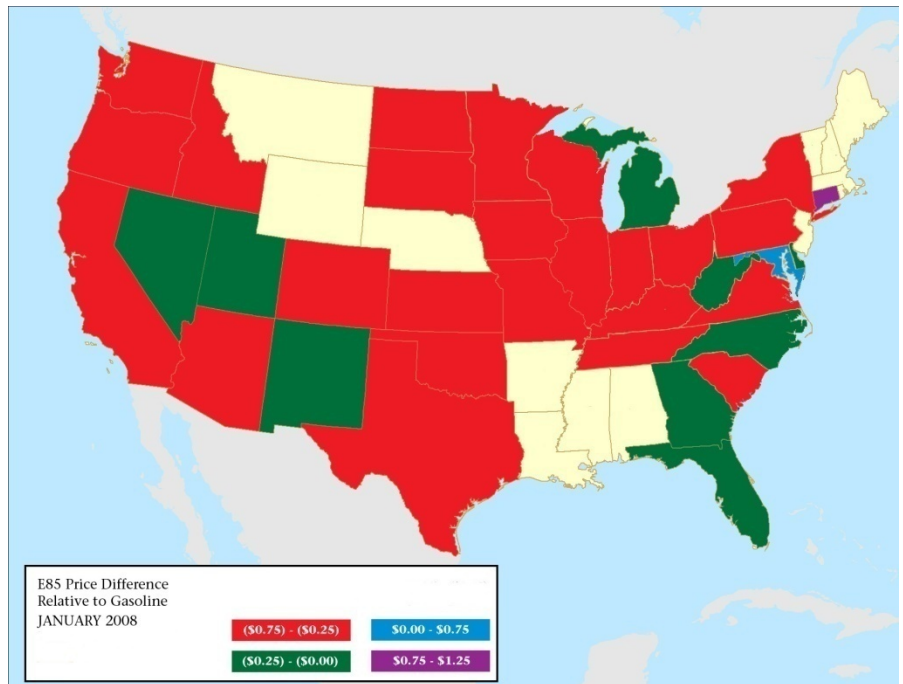 E85 Price Difference
Relative to Gasoline
JANUARY 2008
($0.75) - ($0.25)
$0.00 - $0.75
($0.25) - ($0.00)
$0.75 - $1.25